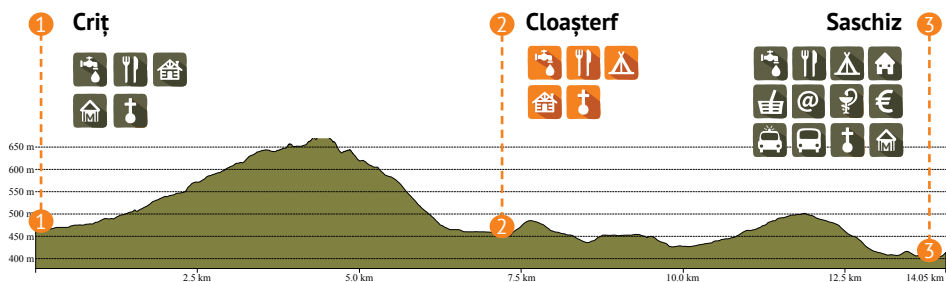 1 Criț 2 Cloașterf Saschiz 3
@ €
M M
650 m
600 m
550 m
500 m
450 m
400 m
1 2 3
2.5 km 5.0 km 7.5 km 10.0 km 12.5 km 14.05 km